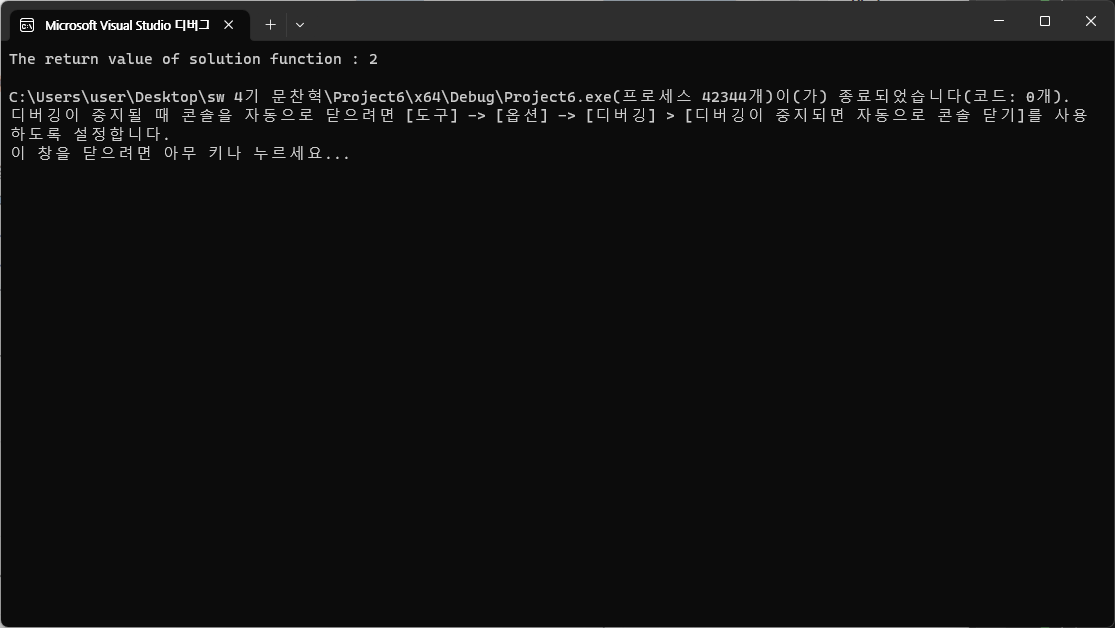 Microsoft Visual Studio 디버그
The return value of solution function : 2
C:\Users\user\Desktop\sw 4기 문찬혁\Project6\x64\Debug\Project6.exe(프로세스 42344개)이(가) 종료되었습니다(코드: 0개).
디버깅이 중지될 때 콘솔을 자동으로 닫으려면 [도구] -> [옵션] -> [디버깅] > [디버깅이 중지되면 자동으로 콘솔 닫기]를 사용
하도록 설정합니다.
이 창을 닫으려면 아무 키나 누르세요...